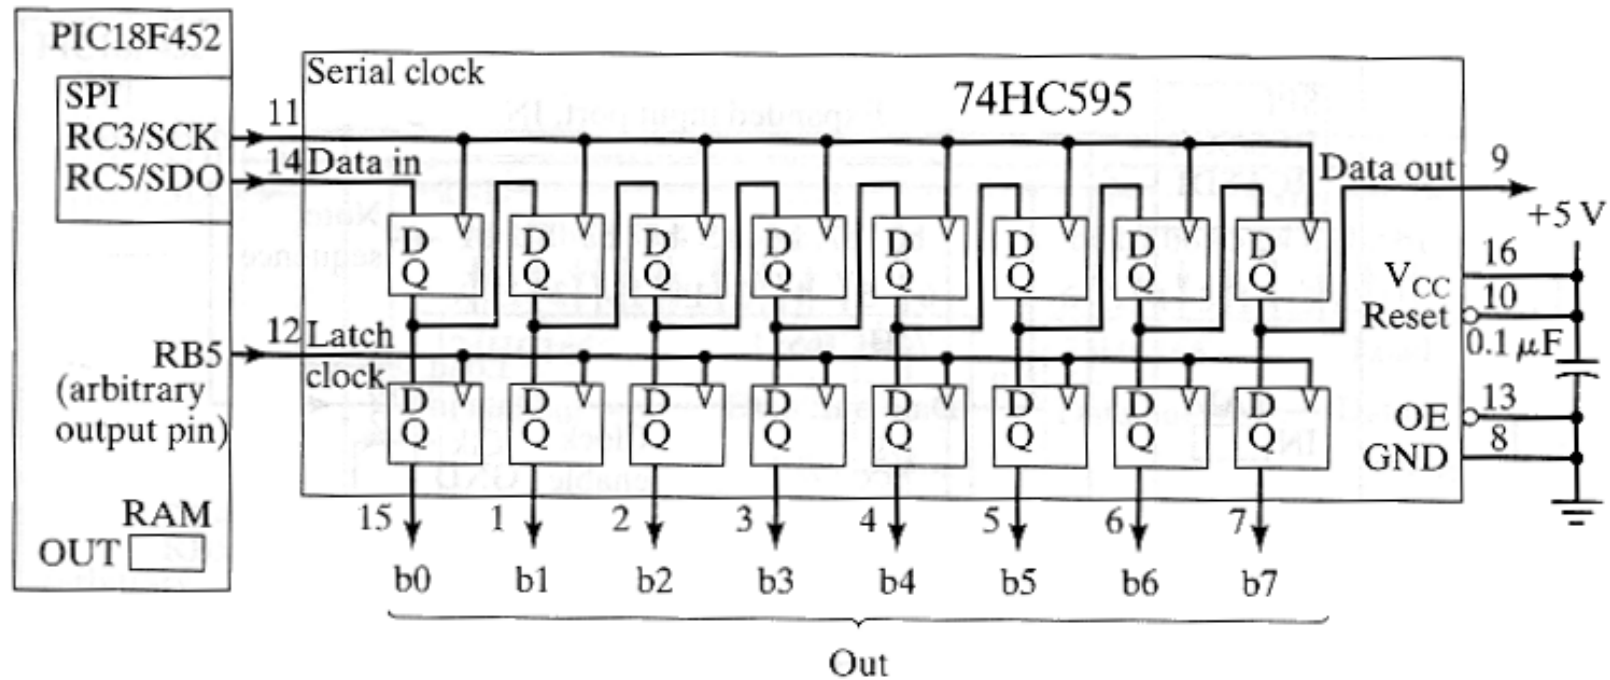 PIC18F452
SPI
RC3/SCK
RC5/SDO
RB5
(arbitrary
output pin)
RAM
OUT
11
14
12
Serial clock
Data in
Latch
clock
74HC595
Data out
9
+5 V
VCC
16
Reset
10
0.1 μF
OE
13
GND
8
D D D D D D D D
Q Q Q Q Q Q Q Q
D D D D D D D D
Q Q Q Q Q Q Q Q
15 1 2 3 4 5 6 7
b0 b1 b2 b3 b4 b5 b6 b7
Out